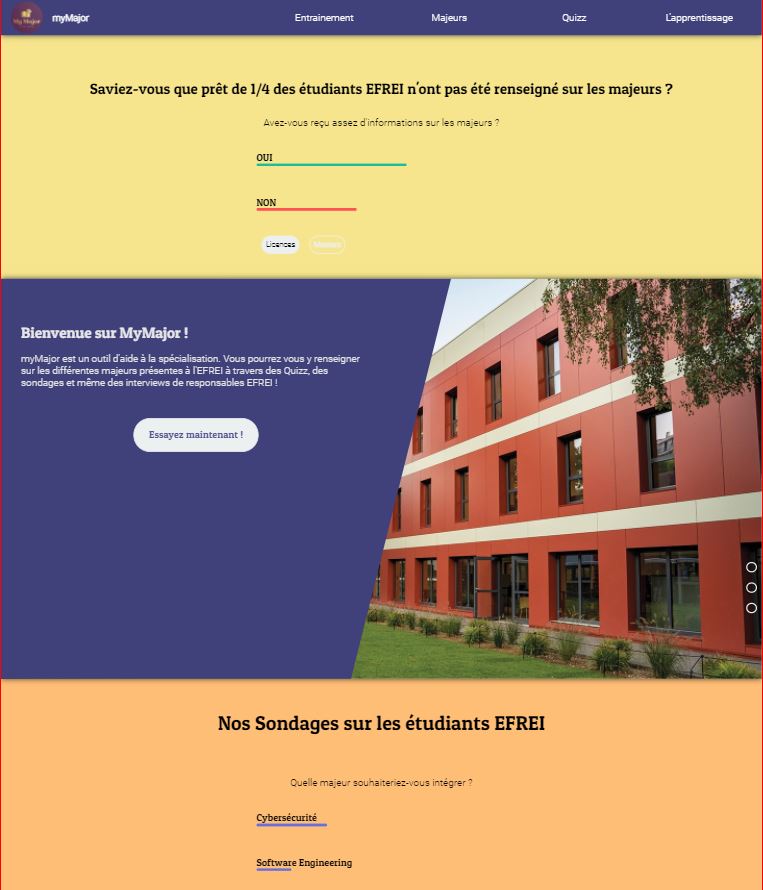 My Major
myMajor
Entrainement
Majeurs
Quizz
L'apprentissage
Saviez-vous que prêt de 1/4 des étudiants EFREI n'ont pas été renseigné sur les majeurs ?
Avez-vous reçu assez d'informations sur les majeurs ?
OUI
NON
Licences
Bienvenue sur MyMajor !
myMajor est un outil d'aide à la spécialisation. Vous pourrez vous y renseigner
sur les différentes majeurs présentes à l'EFREI à travers des Quizz, des
sondages et même des interviews de responsables EFREI !
Essayez maintenant !
Nos Sondages sur les étudiants EFREI
Quelle majeur souhaiteriez-vous intégrer ?
Cybersécurité
Software Engineering